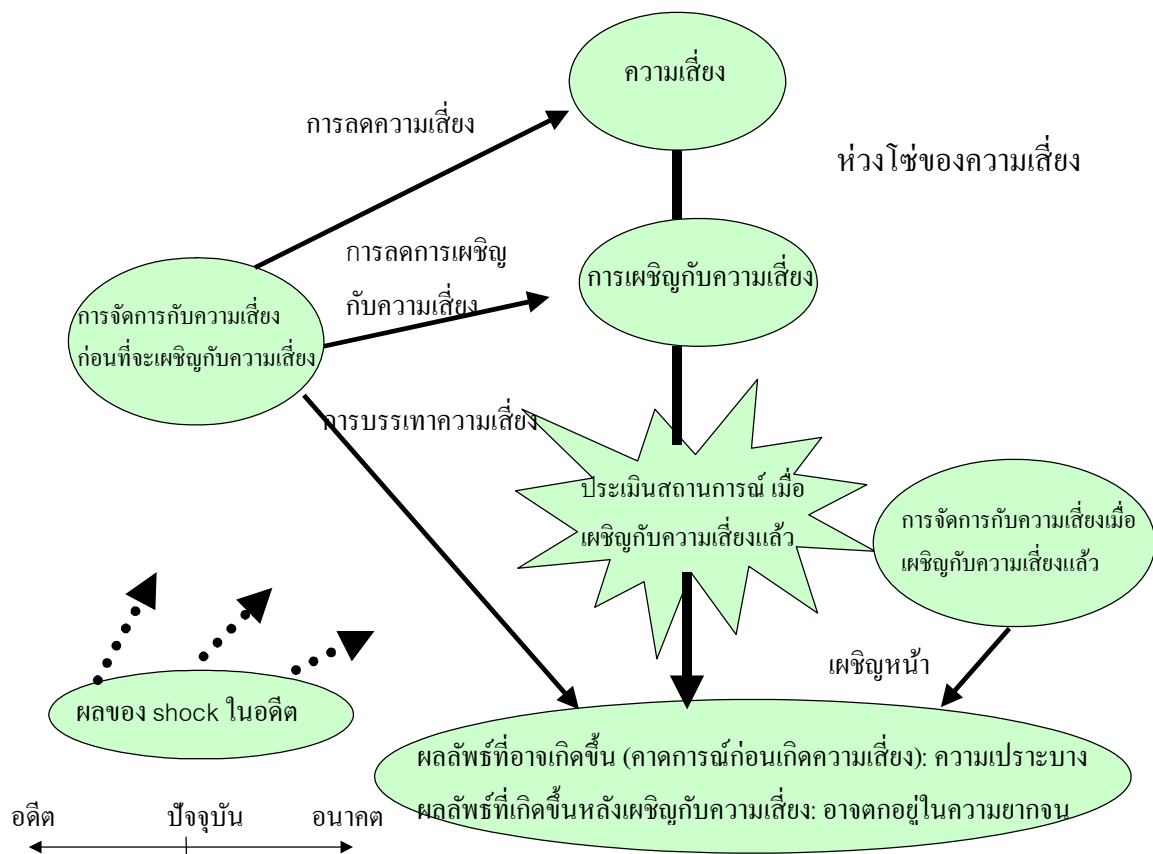 ความเสี่ยง
การลดความเสี่ยง
ห่วงโซ่ของความเสี่ยง
การลดการเผชิญ
กับความเสี่ยง
การเผชิญกับความเสี่ยง
การจัดการกับความเสี่ยง
ก่อนที่จะเผชิญกับความเสี่ยง
การบรรเทาความเสี่ยง
ประเมินสถานการณ์ เมื่อ
เผชิญกับความเสี่ยงแล้ว
การจัดการกับความเสี่ยงเมื่อ
เผชิญกับความเสี่ยงแล้ว
เผชิญหน้า
ผลของ shock ในอดีต
ผลลัพธ์ที่อาจเกิดขึ้น (คาดการณ์ก่อนเกิดความเสี่ยง): ความเปราะบาง
ผลลัพธ์ที่เกิดขึ้นหลังเผชิญกับความเสี่ยง: อาจตกอยู่ในความยากจน
อดีต ปัจจุบัน อนาคต